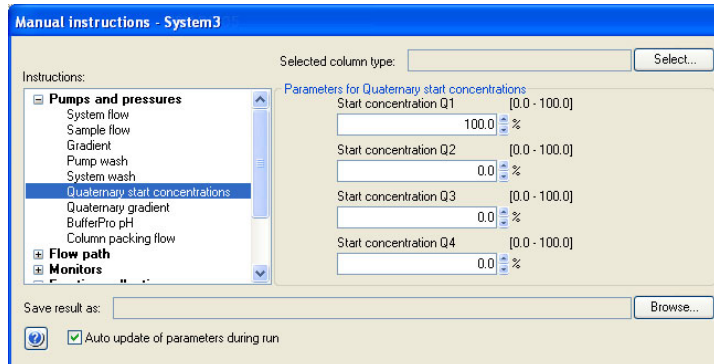 Manual instructions - System3
Selected column type:
Select...
Instructions:
Pumps and pressures
System flow
Sample flow
Gradient
Pump wash
System wash
Quaternary start concentrations
Quaternary gradient
BufferPro pH
Column packing flow
Flow path
Monitors
Parameters for Quaternary start concentrations
Start concentration Q1 [0.0 - 100.0]
100.0 %
Start concentration Q2 [0.0 - 100.0]
0.0 %
Start concentration Q3 [0.0 - 100.0]
0.0 %
Start concentration Q4 [0.0 - 100.0]
0.0 %
Save result as:
Browse...
Auto update of parameters during run